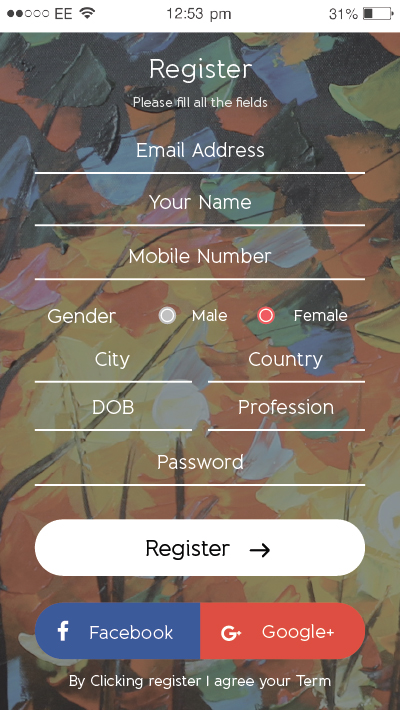 EE 12:53 pm 31%
Register
Please fill all the fields
Email Address
Your Name
Mobile Number
Gender Male Female
City Country
DOB Profession
Password
Register →
f Facebook G+ Google+
By Clicking register I agree your Term